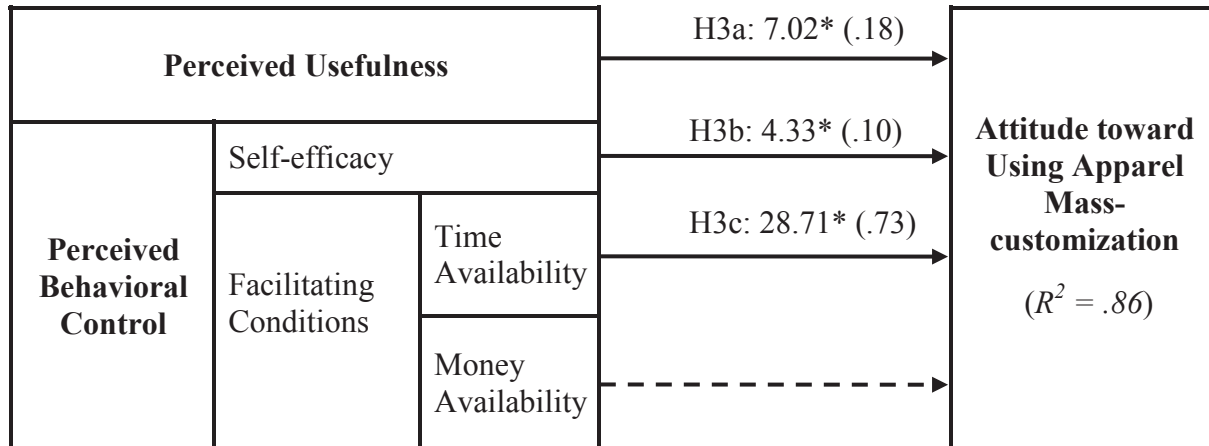 H3a: 7.02* (.18)
Perceived Usefulness
H3b: 4.33* (.10)
Self-efficacy
H3c: 28.71* (.73)
Perceived
Behavioral
Control
Facilitating
Conditions
Time
Availability
Money
Availability
Attitude toward
Using Apparel
Mass-
customization
(R² = .86)